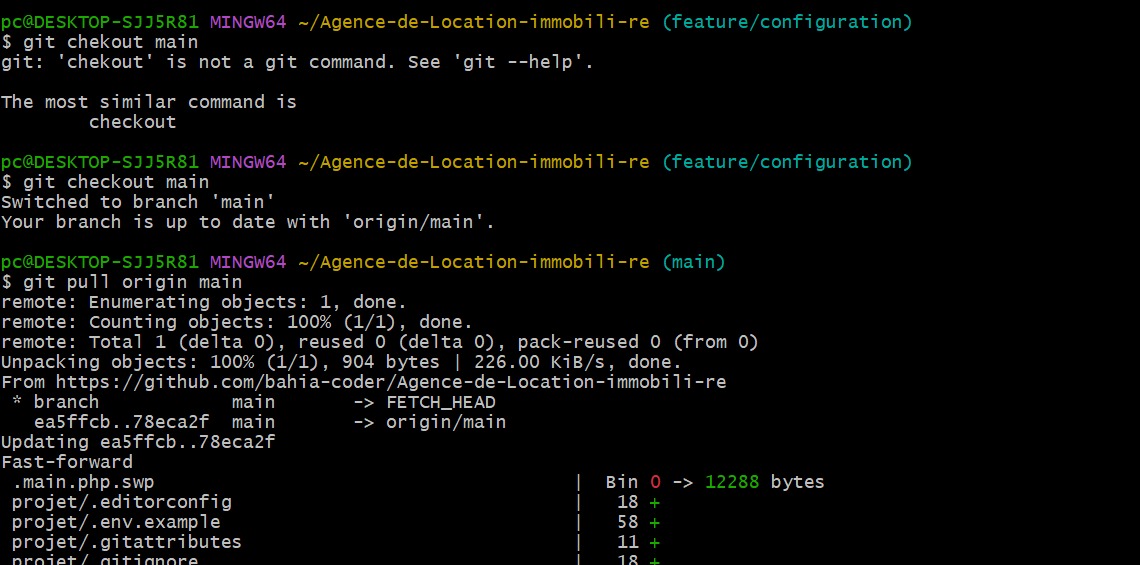 pc@DESKTOP-SJJ5R81 MINGW64 ~/Agence-de-Location-immobili-re (feature/configuration)
$ git chekout main
git: 'chekout' is not a git command. See 'git --help'.
The most similar command is
checkout
pc@DESKTOP-SJJ5R81 MINGW64 ~/Agence-de-Location-immobili-re (feature/configuration)
$ git checkout main
Switched to branch 'main'
Your branch is up to date with 'origin/main'.
pc@DESKTOP-SJJ5R81 MINGW64 ~/Agence-de-Location-immobili-re (main)
$ git pull origin main
remote: Enumerating objects: 1, done.
remote: Counting objects: 100% (1/1), done.
remote: Total 1 (delta 0), reused 0 (delta 0), pack-reused 0 (from 0)
Unpacking objects: 100% (1/1), 904 bytes | 226.00 KiB/s, done.
From https://github.com/bahia-coder/Agence-de-Location-immobili-re
* branch main -> FETCH_HEAD
ea5ffcb..78eca2f main -> origin/main
Updating ea5ffcb..78eca2f
Fast-forward
.main.php.swp | Bin 0 -> 12288 bytes
projet/.editorconfig | 18 +
projet/.env.example | 58 +
projet/.gitattributes | 11 +
projet/.gitignore | 18 +